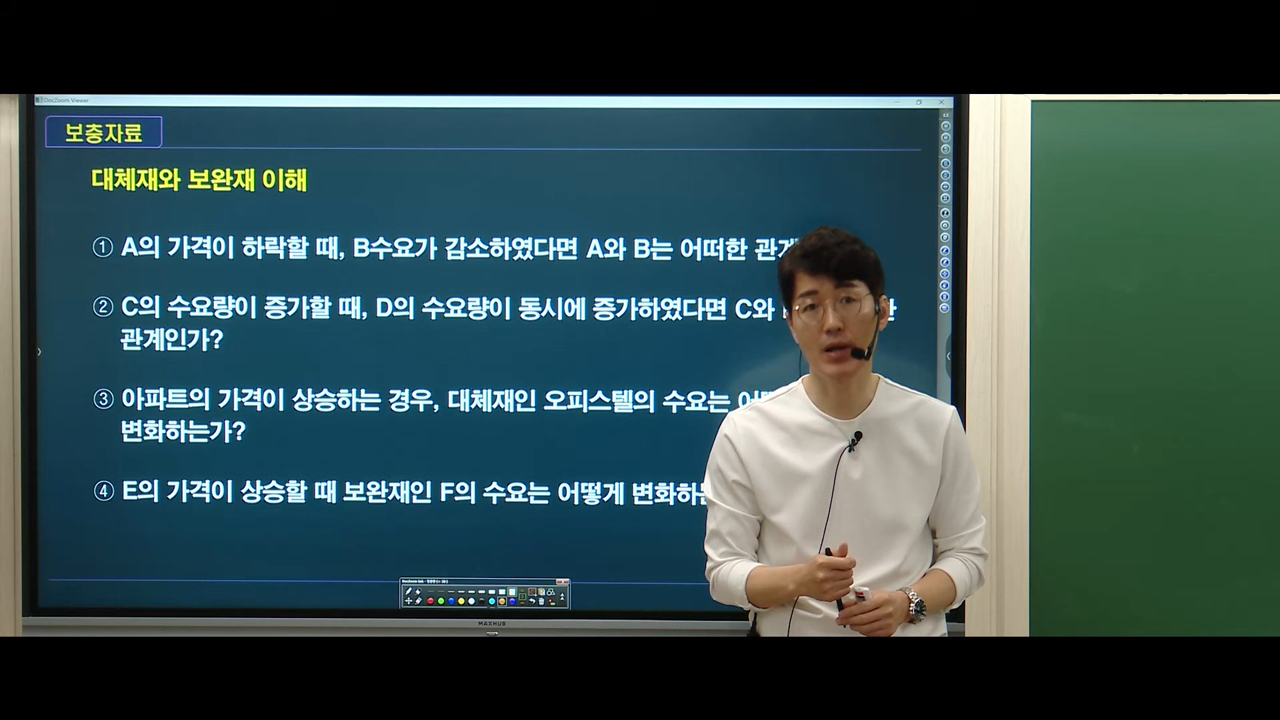 DocZoom Viewer
보충자료
대체재와 보완재 이해
① A의 가격이 하락할 때, B수요가 감소하였다면 A와 B는 어떠한
② C의 수요량이 증가할 때, D의 수요량이 동시에 증가하였다면 C와
관계인가?
③ 아파트의 가격이 상승하는 경우, 대체재인 오피스텔의 수요는
변화하는가?
④ E의 가격이 상승할 때 보완재인 F의 수요는 어떻게
MAXHUB